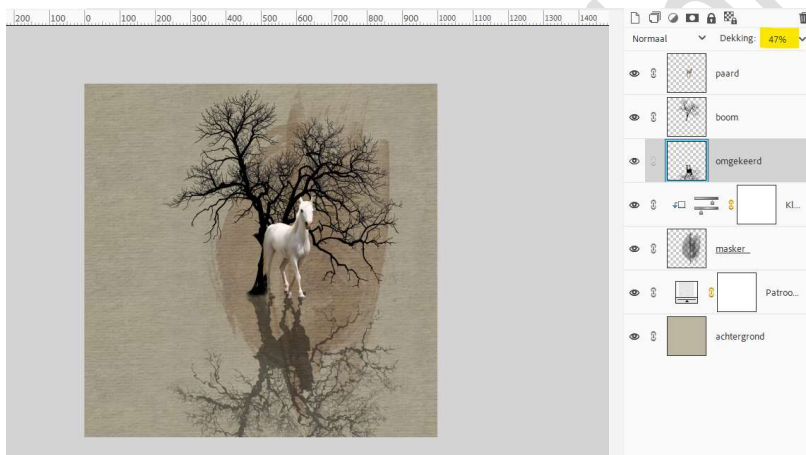 200 100 0 100 200 300 400 500 600 700 800 900 1000 1100 1200 1300 1400
Normaal Dekking: 47%
paard
boom
omgekeerd
Kl...
masker
Patroo...
achtergrond